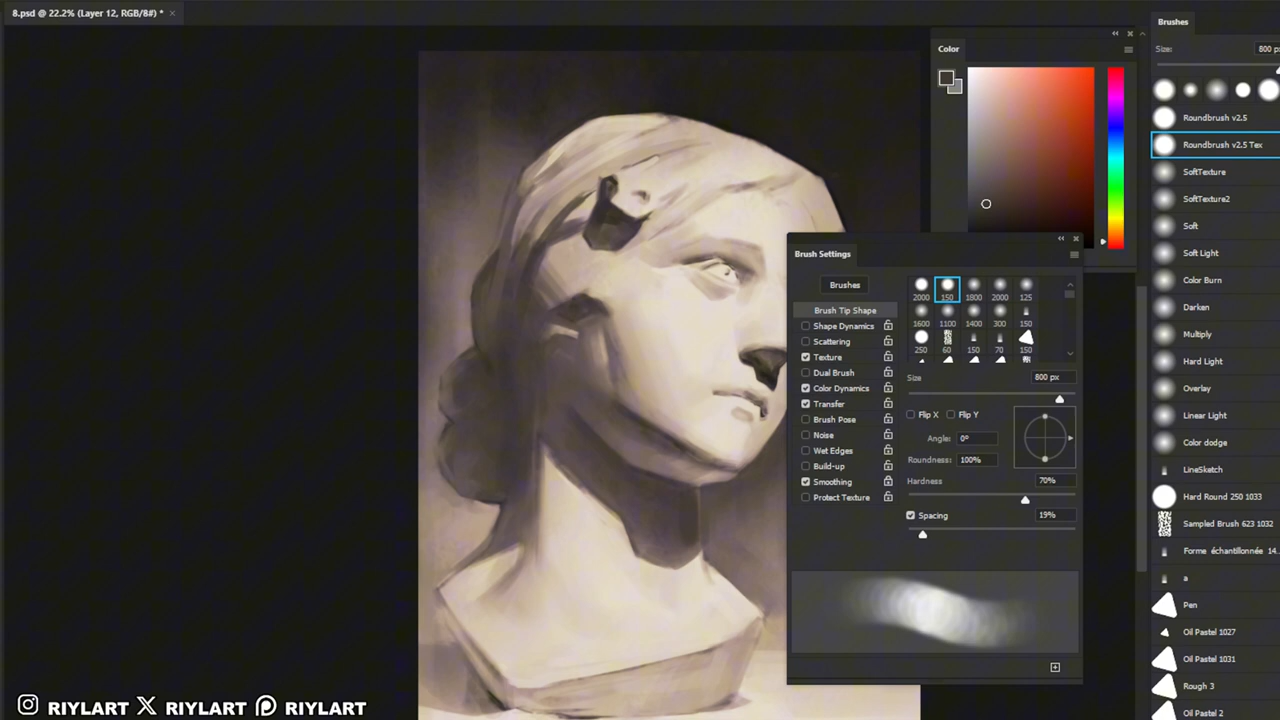 8.psd @ 22.2% (Layer 12, RGB/8#) *
Color
Brushes
Size:
800 px
Roundbrush v2.5
Roundbrush v2.5 Tex
SoftTexture
SoftTexture2
Soft
Soft Light
Color Burn
Darken
Multiply
Hard Light
Overlay
Linear Light
Color dodge
LineSketch
Hard Round 250 1033
Sampled Brush 623 1032
Forme échantillonnée 14...
a
Pen
Oil Pastel 1027
Oil Pastel 1031
Rough 3
Oil Pastel 2
Brush Settings
Brushes
Brush Tip Shape
Shape Dynamics
Scattering
Texture
Dual Brush
Color Dynamics
Transfer
Brush Pose
Noise
Wet Edges
Build-up
Smoothing
Protect Texture
2000 150 1800 2000 125
1600 1100 1400 300 150
250 60 150 70 150
Size 800 px
Flip X Flip Y
Angle: 0º
Roundness: 100%
Hardness 70%
Spacing 19%
RIYLART RIYLART RIYLART